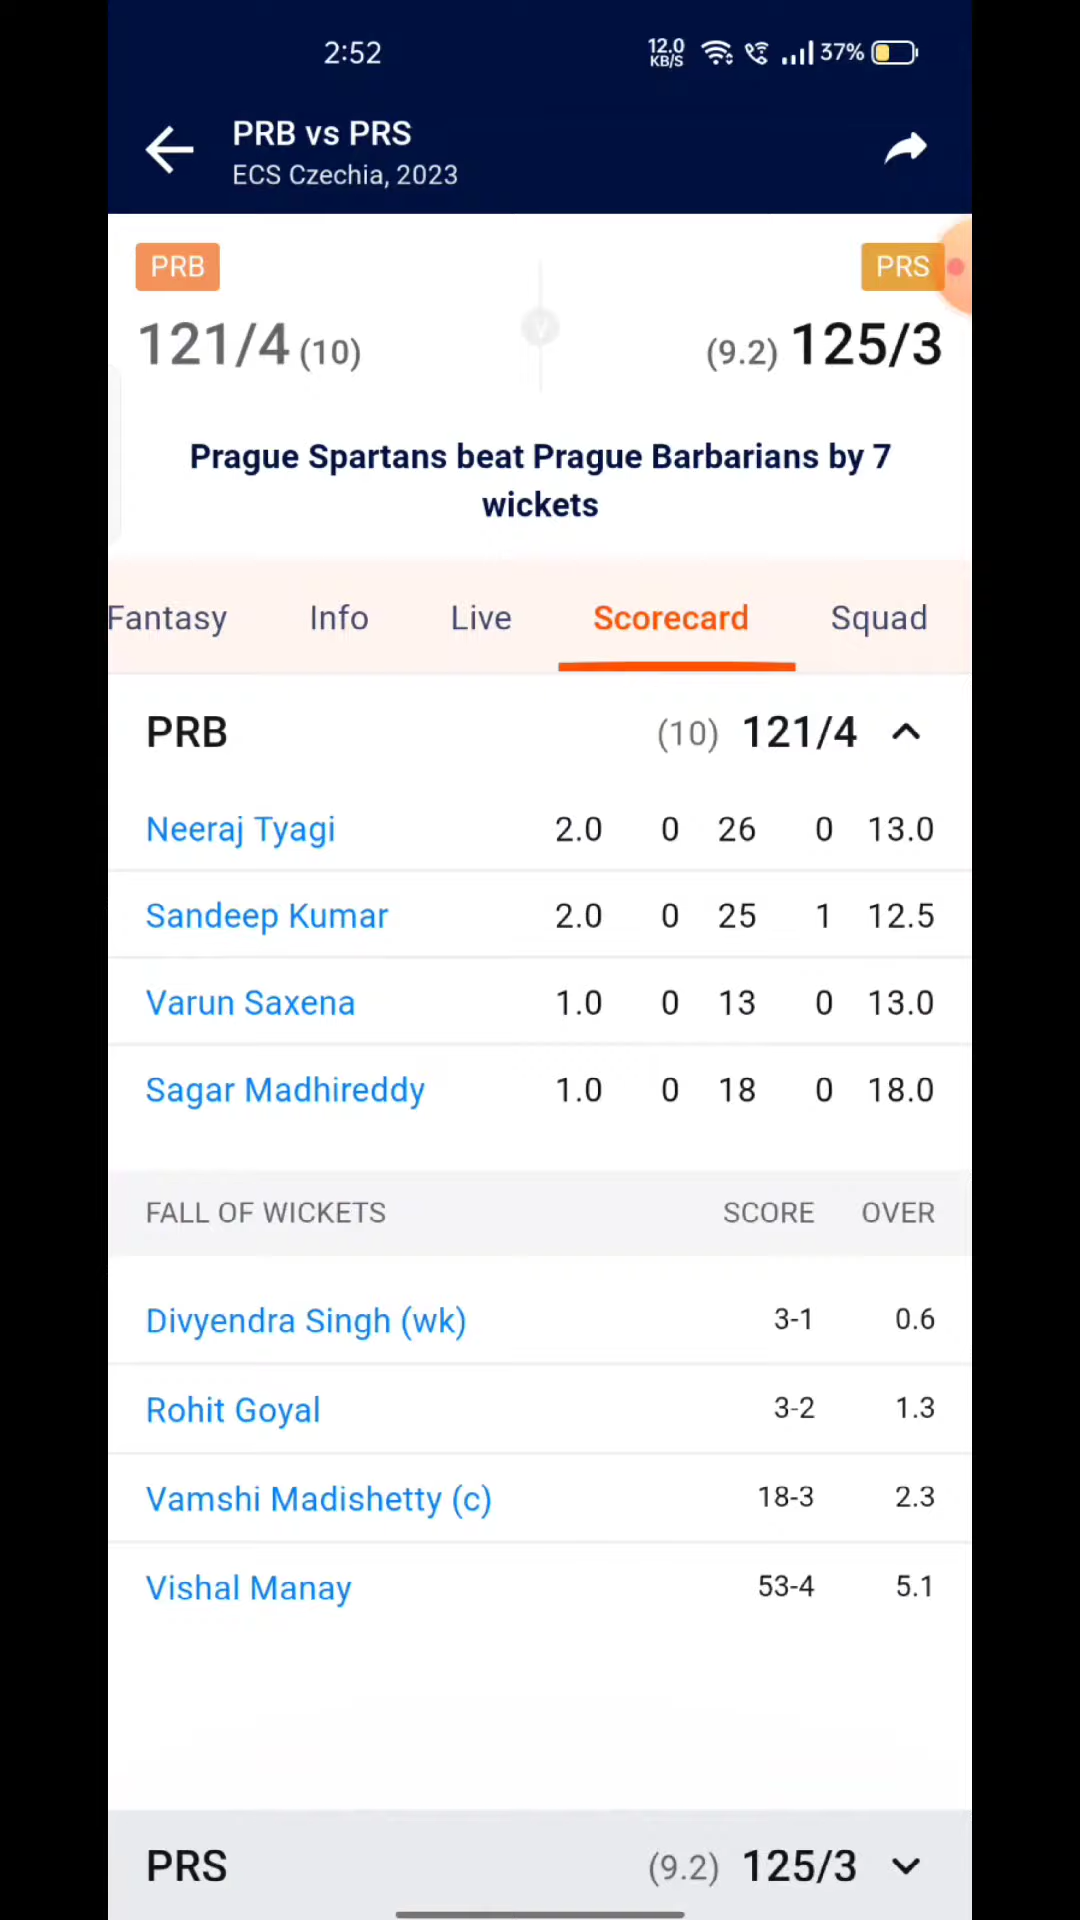 2:52
12.0
KB/S
37%
PRB vs PRS
ECS Czechia, 2023
PRB
PRS
121/4 (10)
V
(9.2) 125/3
Prague Spartans beat Prague Barbarians by 7
wickets
Fantasy Info Live Scorecard Squad
PRB (10) 121/4
Neeraj Tyagi 2.0 0 26 0 13.0
Sandeep Kumar 2.0 0 25 1 12.5
Varun Saxena 1.0 0 13 0 13.0
Sagar Madhireddy 1.0 0 18 0 18.0
FALL OF WICKETS SCORE OVER
Divyendra Singh (wk) 3-1 0.6
Rohit Goyal 3-2 1.3
Vamshi Madishetty (c) 18-3 2.3
Vishal Manay 53-4 5.1
PRS (9.2) 125/3